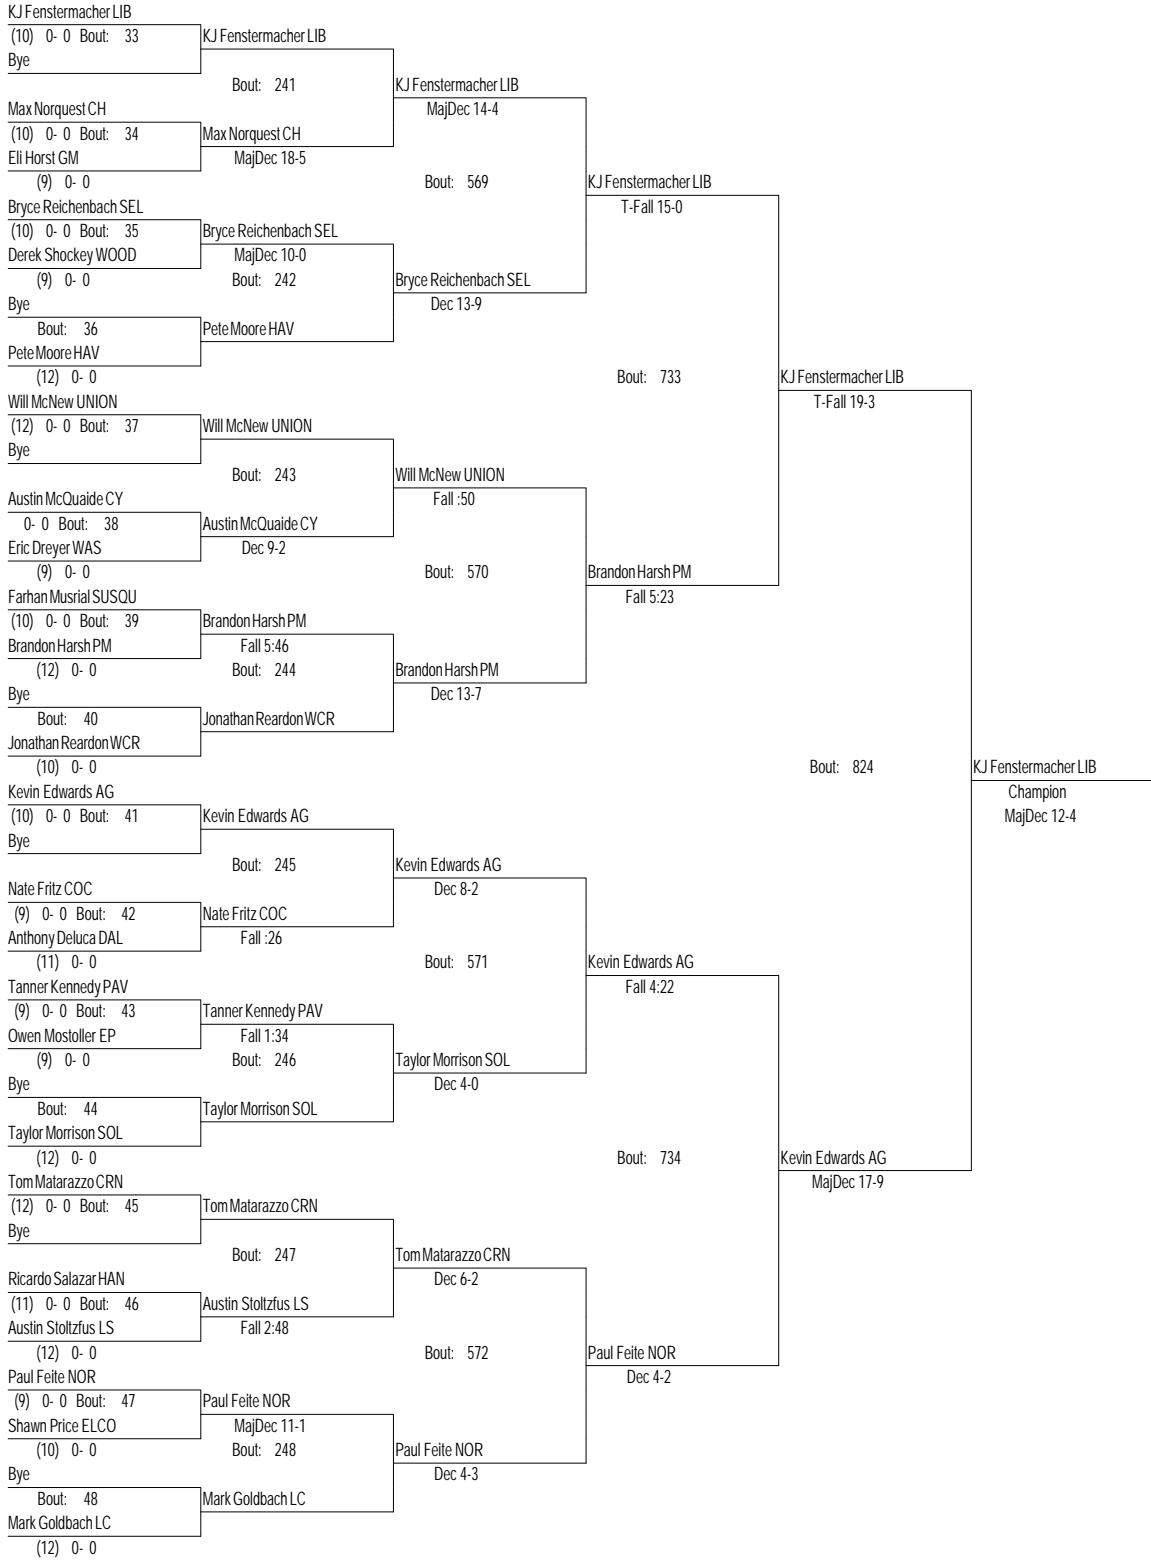 KJ Fenstermacher LIB
(10) 0- 0 Bout: 33 KJ Fenstermacher LIB
Bye
Bout: 241 KJ Fenstermacher LIB
Max Norquest CH MajDec 14-4
(10) 0- 0 Bout: 34 Max Norquest CH
Eli Horst GM MajDec 18-5
(9) 0- 0 Bout: 569 KJ Fenstermacher LIB
Bryce Reichenbach SEL T-Fall 15-0
(10) 0- 0 Bout: 35 Bryce Reichenbach SEL
Derek Shockey WOOD MajDec 10-0
(9) 0- 0 Bout: 242 Bryce Reichenbach SEL
Bye Dec 13-9
Bout: 36 Pete Moore HAV
Pete Moore HAV
(12) 0- 0 Bout: 733 KJ Fenstermacher LIB
Will McNew UNION T-Fall 19-3
(12) 0- 0 Bout: 37 Will McNew UNION
Bye
Bout: 243 Will McNew UNION
Austin McQuaide CY Fall :50
0- 0 Bout: 38 Austin McQuaide CY
Eric Dreyer WAS Dec 9-2
(9) 0- 0 Bout: 570 Brandon Harsh PM
Farhan Musrial SUSQU Fall 5:23
(10) 0- 0 Bout: 39 Brandon Harsh PM
Brandon Harsh PM Fall 5:46
(12) 0- 0 Bout: 244 Brandon Harsh PM
Bye Dec 13-7
Bout: 40 Jonathan Reardon WCR
Jonathan Reardon WCR
(10) 0- 0 Bout: 824 KJ Fenstermacher LIB
Kevin Edwards AG Champion
(10) 0- 0 Bout: 41 Kevin Edwards AG MajDec 12-4
Bye
Bout: 245 Kevin Edwards AG
Nate Fritz COC Dec 8-2
(9) 0- 0 Bout: 42 Nate Fritz COC
Anthony Deluca DAL Fall :26
(11) 0- 0 Bout: 571 Kevin Edwards AG
Tanner Kennedy PAV Fall 4:22
(9) 0- 0 Bout: 43 Tanner Kennedy PAV
Owen Mostoller EP Fall 1:34
(9) 0- 0 Bout: 246 Taylor Morrison SOL
Bye Dec 4-0
Bout: 44 Taylor Morrison SOL
Taylor Morrison SOL
(12) 0- 0 Bout: 734 Kevin Edwards AG
Tom Matarazzo CRN MajDec 17-9
(12) 0- 0 Bout: 45 Tom Matarazzo CRN
Bye
Bout: 247 Tom Matarazzo CRN
Ricardo Salazar HAN Dec 6-2
(11) 0- 0 Bout: 46 Austin Stoltzfus LS
Austin Stoltzfus LS Fall 2:48
(12) 0- 0 Bout: 572 Paul Feite NOR
Paul Feite NOR Dec 4-2
(9) 0- 0 Bout: 47 Paul Feite NOR
Shawn Price ELCO MajDec 11-1
(10) 0- 0 Bout: 248 Paul Feite NOR
Bye Dec 4-3
Bout: 48 Mark Goldbach LC
Mark Goldbach LC
(12) 0- 0